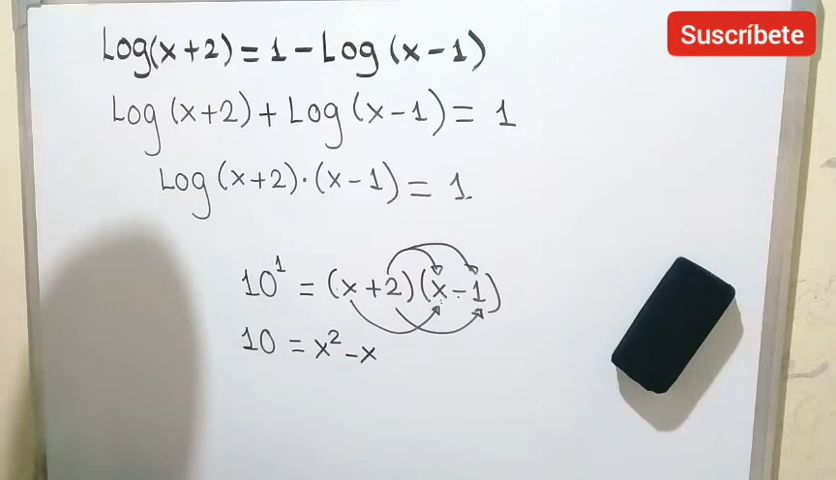 Log(x+2) = 1 - Log(x-1)
Suscríbete
Log(x+2) + Log(x-1) = 1
Log(x+2)·(x-1) = 1
10¹ = (x+2)(x-1)
10 = x² - x